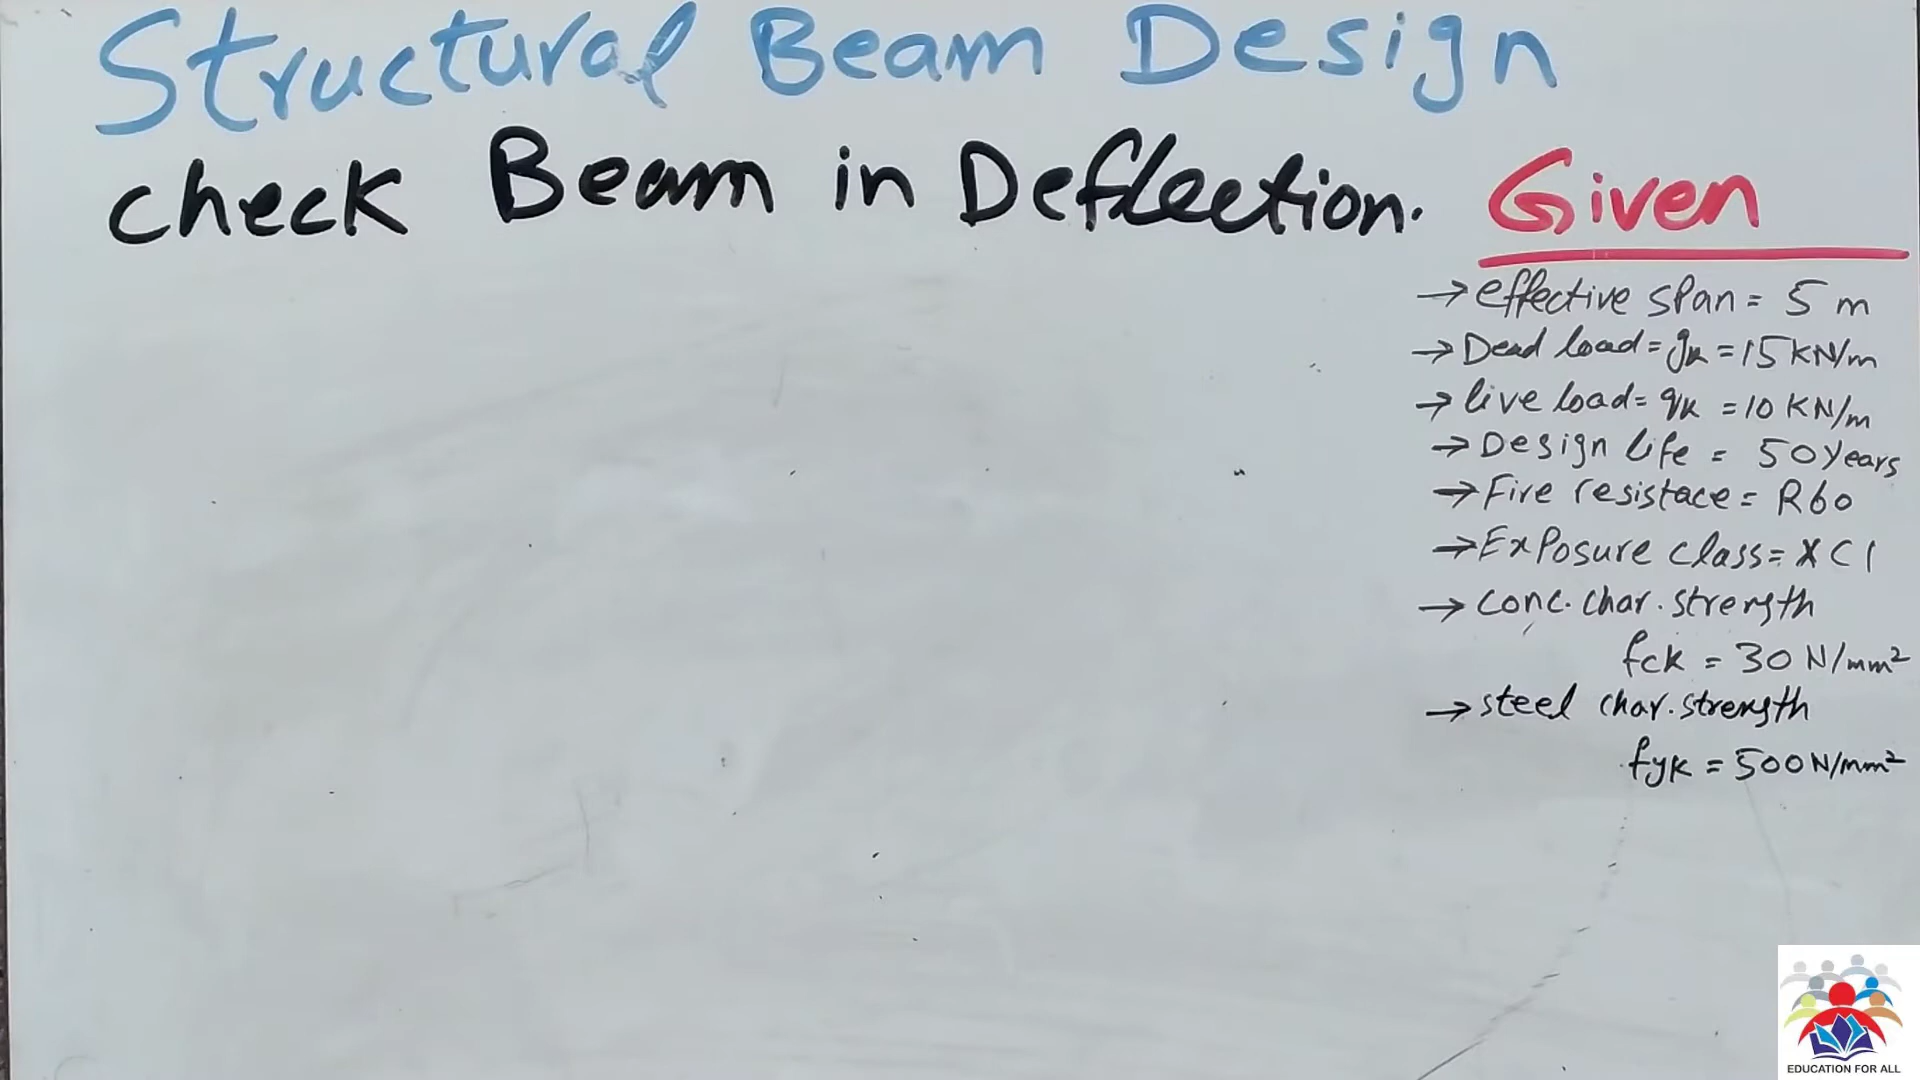 Structural Beam Design
check Beam in Deflection.
Given
→ effective span = 5 m
→ Dead load = gk = 15 KN/m
→ live load = qk = 10 KN/m
→ Design life = 50 years
→ Fire resistace = R60
→ Exposure class = XC1
→ conc. char. strength
fck = 30 N/mm²
→ steel char. strength
fyk = 500 N/mm²
EDUCATION FOR ALL